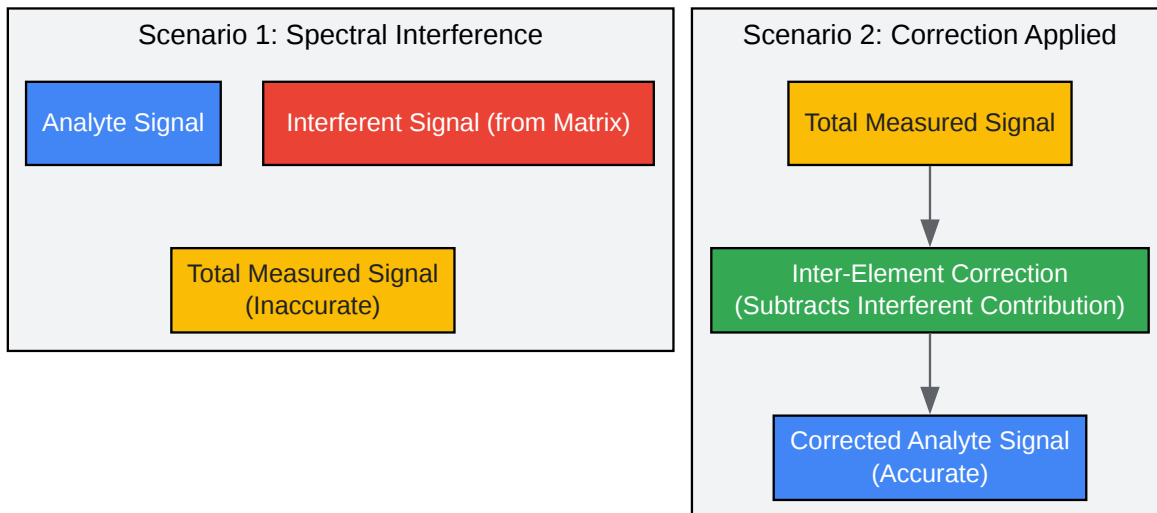 Scenario 1: Spectral Interference
Analyte Signal
Interferent Signal (from Matrix)
Total Measured Signal
(Inaccurate)
Scenario 2: Correction Applied
Total Measured Signal
Inter-Element Correction
(Subtracts Interferent Contribution)
Corrected Analyte Signal
(Accurate)